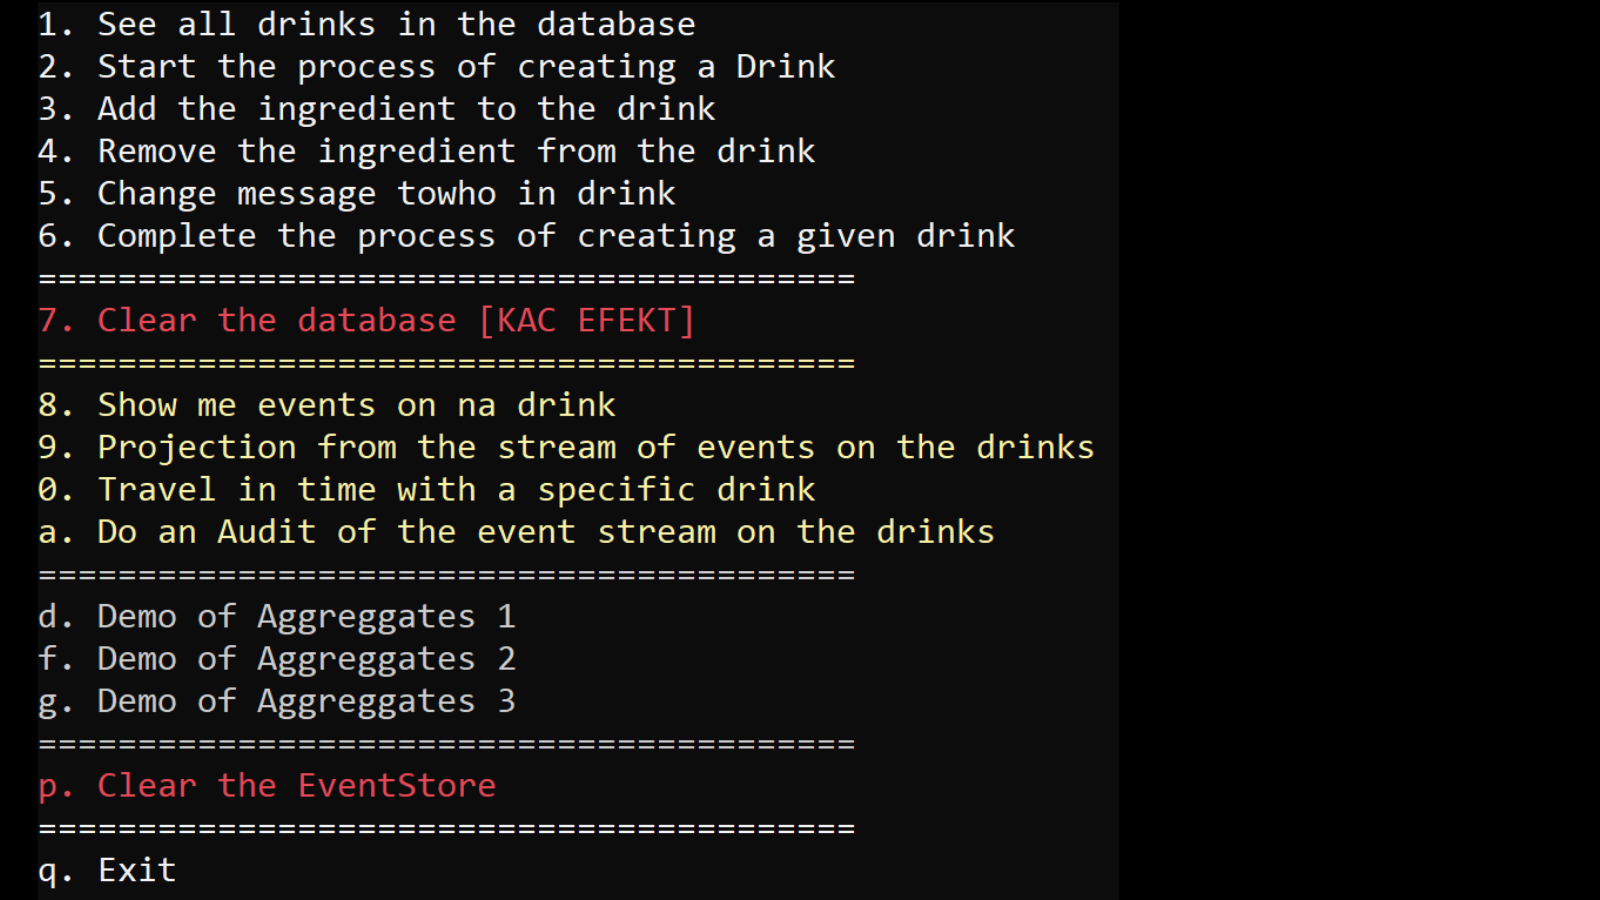 1. See all drinks in the database
2. Start the process of creating a Drink
3. Add the ingredient to the drink
4. Remove the ingredient from the drink
5. Change message towho in drink
6. Complete the process of creating a given drink
=========================================
7. Clear the database [KAC EFEKT]
=========================================
8. Show me events on na drink
9. Projection from the stream of events on the drinks
0. Travel in time with a specific drink
a. Do an Audit of the event stream on the drinks
=========================================
d. Demo of Aggreggates 1
f. Demo of Aggreggates 2
g. Demo of Aggreggates 3
=========================================
p. Clear the EventStore
=========================================
q. Exit